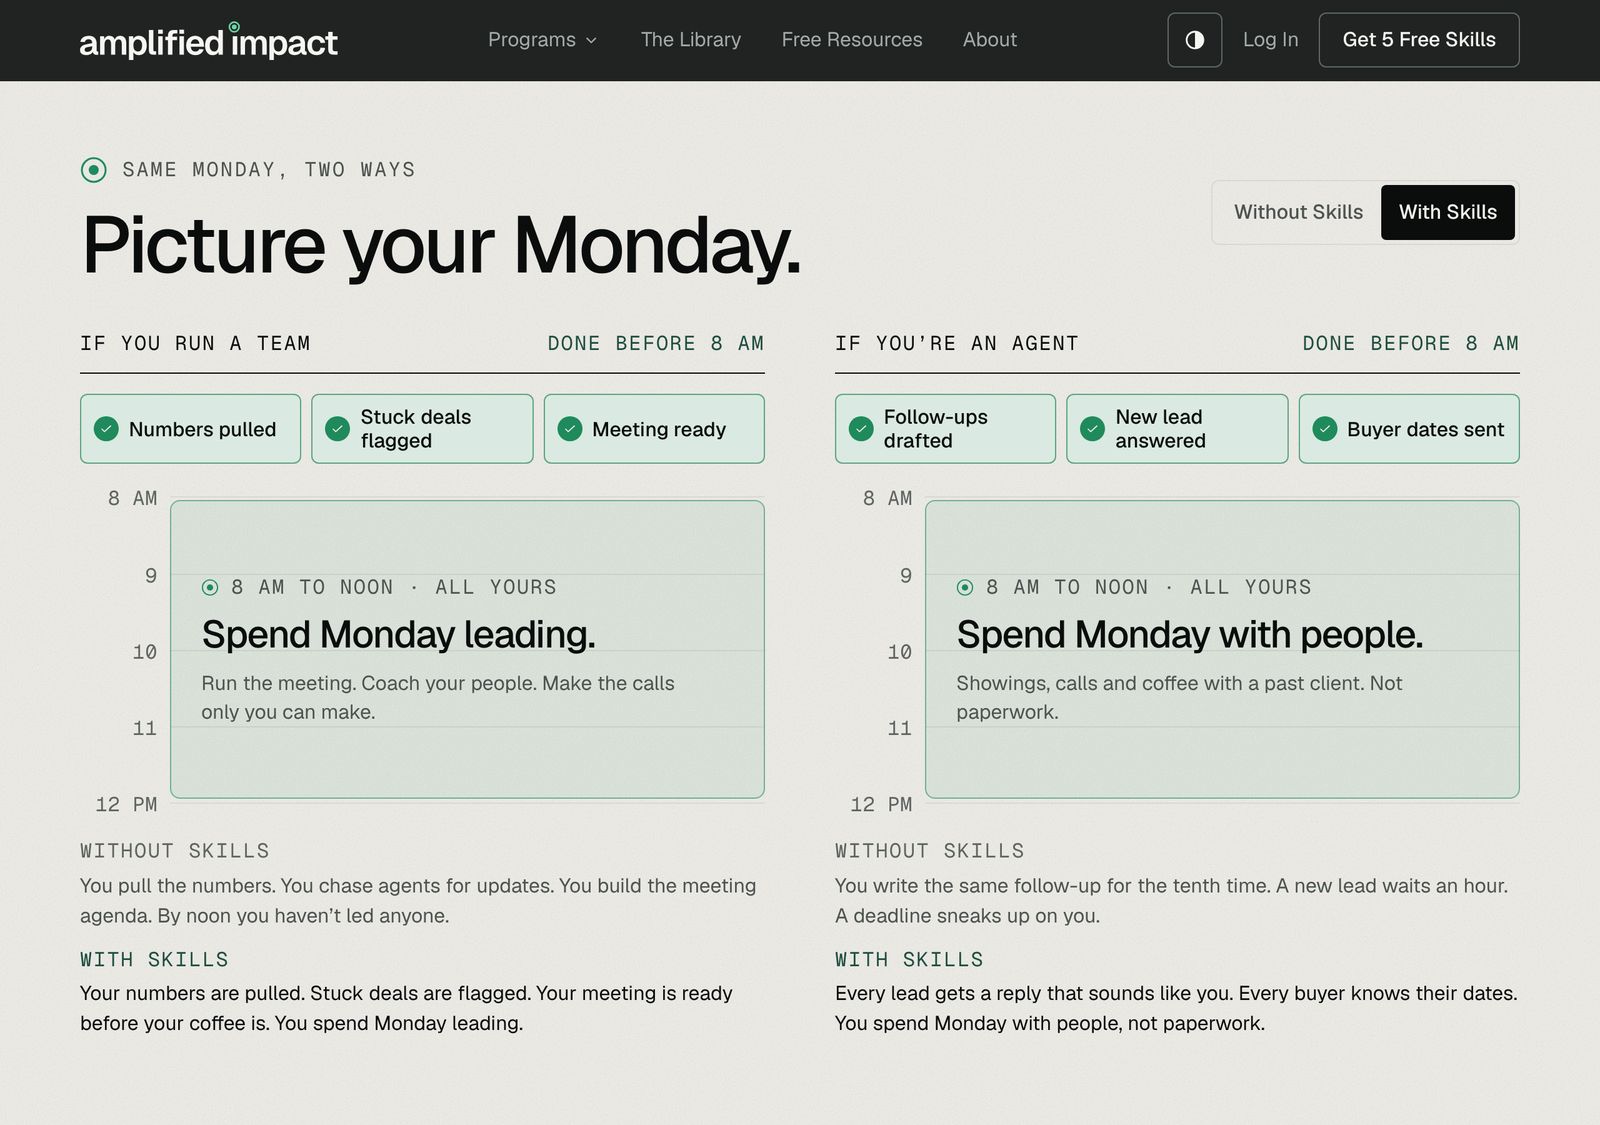 amplified impact
Programs
The Library
Free Resources
About
Log In
Get 5 Free Skills
SAME MONDAY, TWO WAYS
Picture your Monday.
Without Skills
With Skills
IF YOU RUN A TEAM
DONE BEFORE 8 AM
Numbers pulled
Stuck deals
flagged
Meeting ready
8 AM
9
10
11
12 PM
8 AM TO NOON · ALL YOURS
Spend Monday leading.
Run the meeting. Coach your people. Make the calls
only you can make.
WITHOUT SKILLS
You pull the numbers. You chase agents for updates. You build the meeting
agenda. By noon you haven’t led anyone.
WITH SKILLS
Your numbers are pulled. Stuck deals are flagged. Your meeting is ready
before your coffee is. You spend Monday leading.
IF YOU’RE AN AGENT
DONE BEFORE 8 AM
Follow-ups
drafted
New lead
answered
Buyer dates sent
8 AM
9
10
11
12 PM
8 AM TO NOON · ALL YOURS
Spend Monday with people.
Showings, calls and coffee with a past client. Not
paperwork.
WITHOUT SKILLS
You write the same follow-up for the tenth time. A new lead waits an hour.
A deadline sneaks up on you.
WITH SKILLS
Every lead gets a reply that sounds like you. Every buyer knows their dates.
You spend Monday with people, not paperwork.